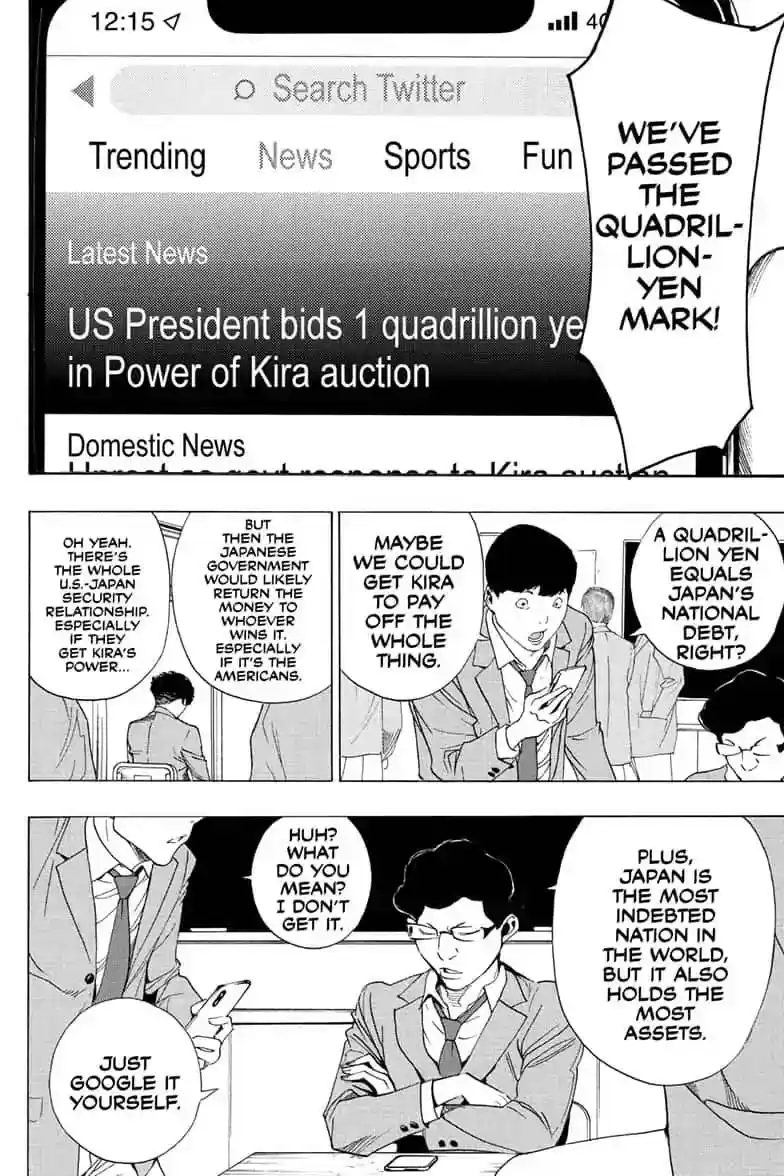 12:15
Search Twitter
Trending News Sports Fun
Latest News
US President bids 1 quadrillion
in Power of Kira auction
Domestic News
WE'VE
PASSED
THE
QUADRIL-
LION-
YEN
MARK!
A QUADRIL-
LION YEN
EQUALS
JAPAN'S
NATIONAL
DEBT,
RIGHT?
MAYBE
WE COULD
GET KIRA
TO PAY
OFF THE
WHOLE
THING.
BUT
THEN THE
JAPANESE
GOVERNMENT
WOULD LIKELY
RETURN THE
MONEY TO
WHOEVER
WINS IT.
ESPECIALLY
IF IT'S THE
AMERICANS.
OH YEAH.
THERE'S
THE WHOLE
U.S.-JAPAN
SECURITY
RELATIONSHIP.
ESPECIALLY
IF THEY
GET KIRA'S
POWER...
PLUS,
JAPAN IS
THE MOST
INDEBTED
NATION IN
THE WORLD,
BUT IT ALSO
HOLDS THE
MOST
ASSETS.
HUH?
WHAT
DO YOU
MEAN?
I DON'T
GET IT.
JUST
GOOGLE IT
YOURSELF.